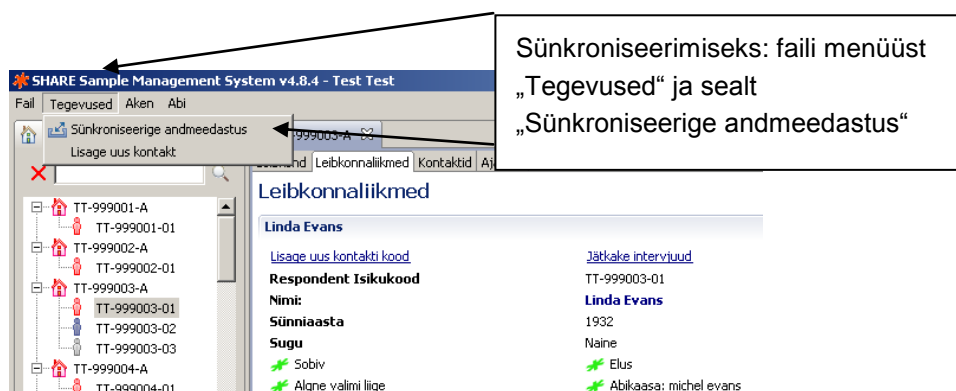 Sünkroniseerimiseks: faili menüüst
„Tegevused“ ja sealt
„Sünkroniseerige andmeedastus“
SHARE Sample Management System v4.8.4 - Test Test
Fail Tegevused Aken Abi
Sünkroniseerige andmeedastus
Lisage uus kontakt
999003-A
Leibkonnaliikmed Kontaktid
Leibkonnaliikmed
TT-999001-A
TT-999001-01
TT-999002-A
TT-999002-01
TT-999003-A
TT-999003-01
TT-999003-02
TT-999003-03
TT-999004-A
TT-999004-01
Linda Evans
Lisage uus kontakti kood Jätkake intervjuud
Respondent Isikukood TT-999003-01
Nimi: Linda Evans
Sünniaasta 1932
Sugu Naine
Sobiv Elus
Algne valimi liige Abikaasa: michel evans